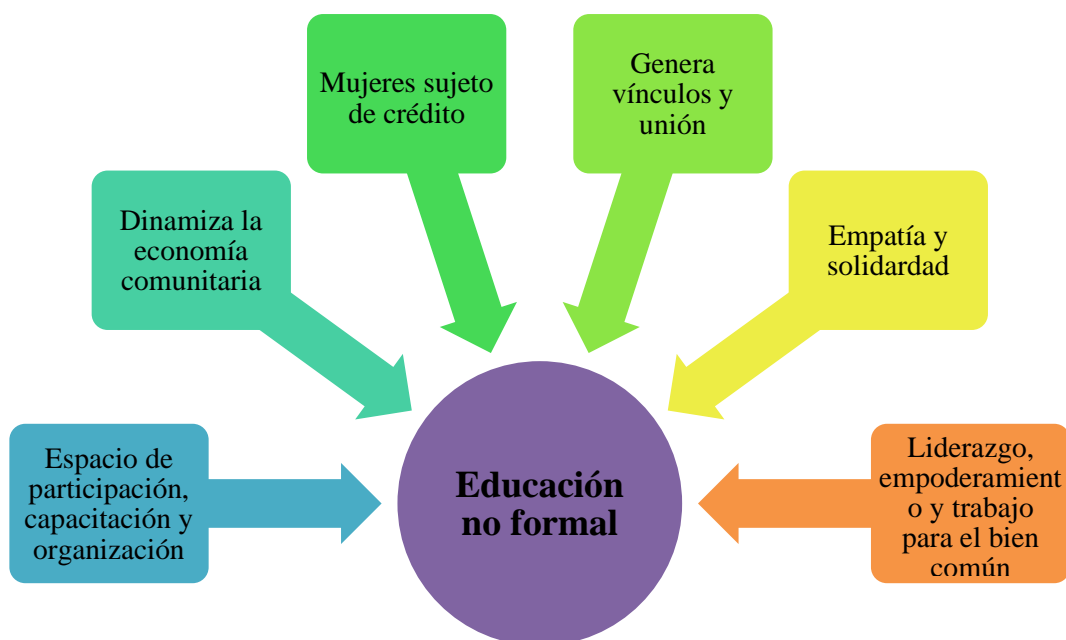 Mujeres sujeto
de crédito
Genera
vínculos y
unión
Dinamiza la
economía
comunitaria
Empatía y
solidardad
Espacio de
participación,
capacitación y
organización
Educación
no formal
Liderazgo,
empoderamient
o y trabajo
para el bien
común